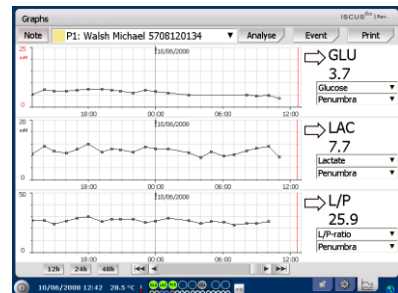 Graphs
ISCUS
Note P1: Walsh Michael 5708120134 Analyse Event Print
25
mM
10/06/2008
GLU
3.7
Glucose
Penumbra
0
18:00 00:00 06:00 12:00
20
mM
10/06/2008
LAC
7.7
Lactate
Penumbra
0
18:00 00:00 06:00 12:00
50
10/06/2008
L/P
25.9
L/P-ratio
Penumbra
0
18:00 00:00 06:00 12:00
12h 24h 48h
10/06/2008 12:42 28.5 °C